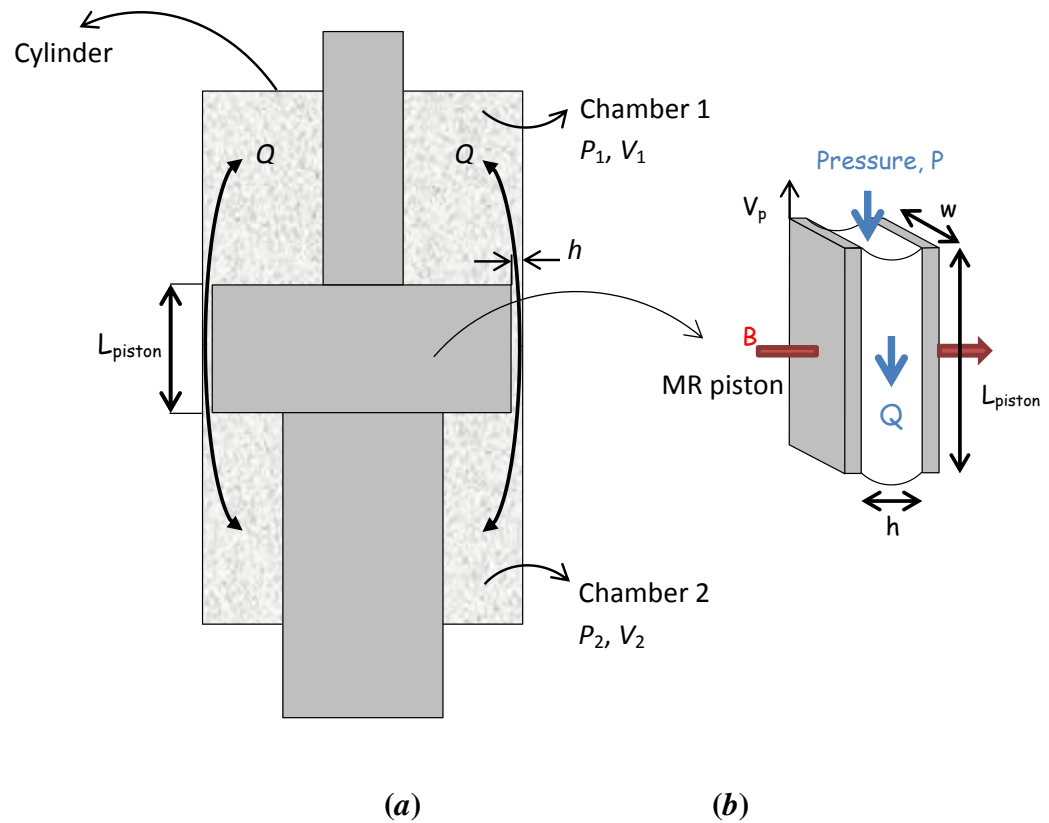 Cylinder
Chamber 1
P1, V1
Q
Q
h
Lpiston
Chamber 2
P2, V2
Pressure, P
Vp
w
B
MR piston
Q
Lpiston
h
(a)
(b)